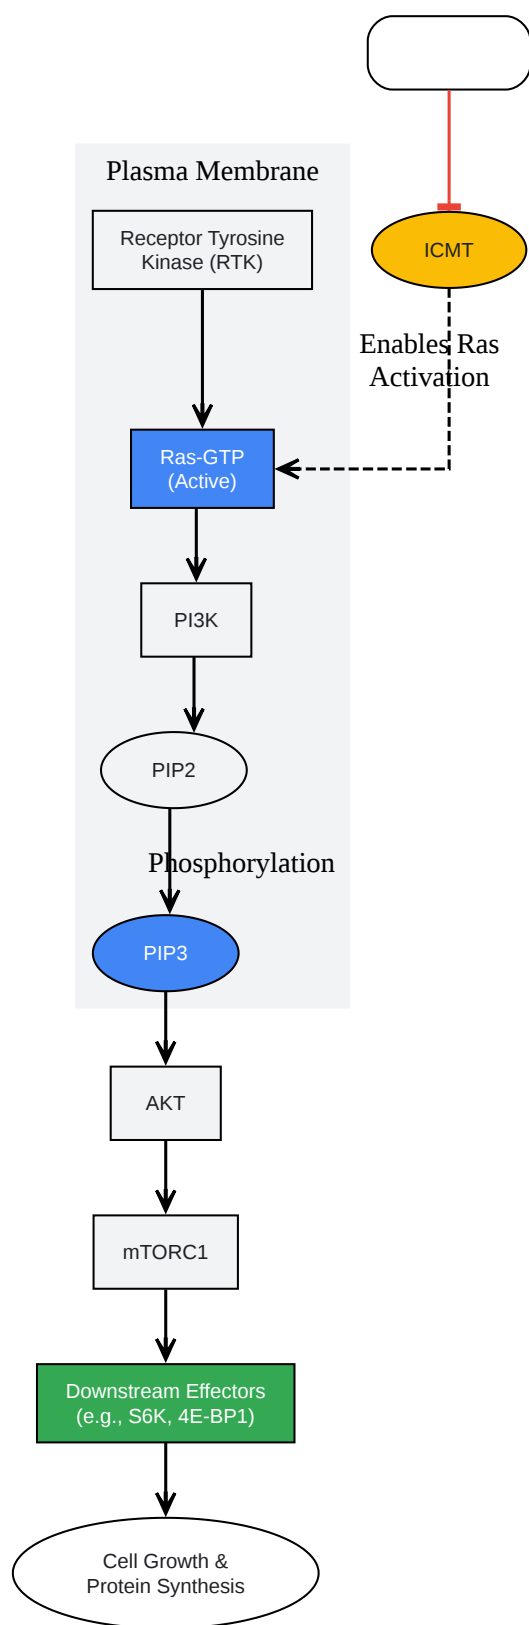 Plasma Membrane
Receptor Tyrosine
Kinase (RTK)
ICMT
Enables Ras
Activation
Ras-GTP
(Active)
PI3K
PIP2
Phosphorylation
PIP3
AKT
mTORC1
Downstream Effectors
(e.g., S6K, 4E-BP1)
Cell Growth &
Protein Synthesis